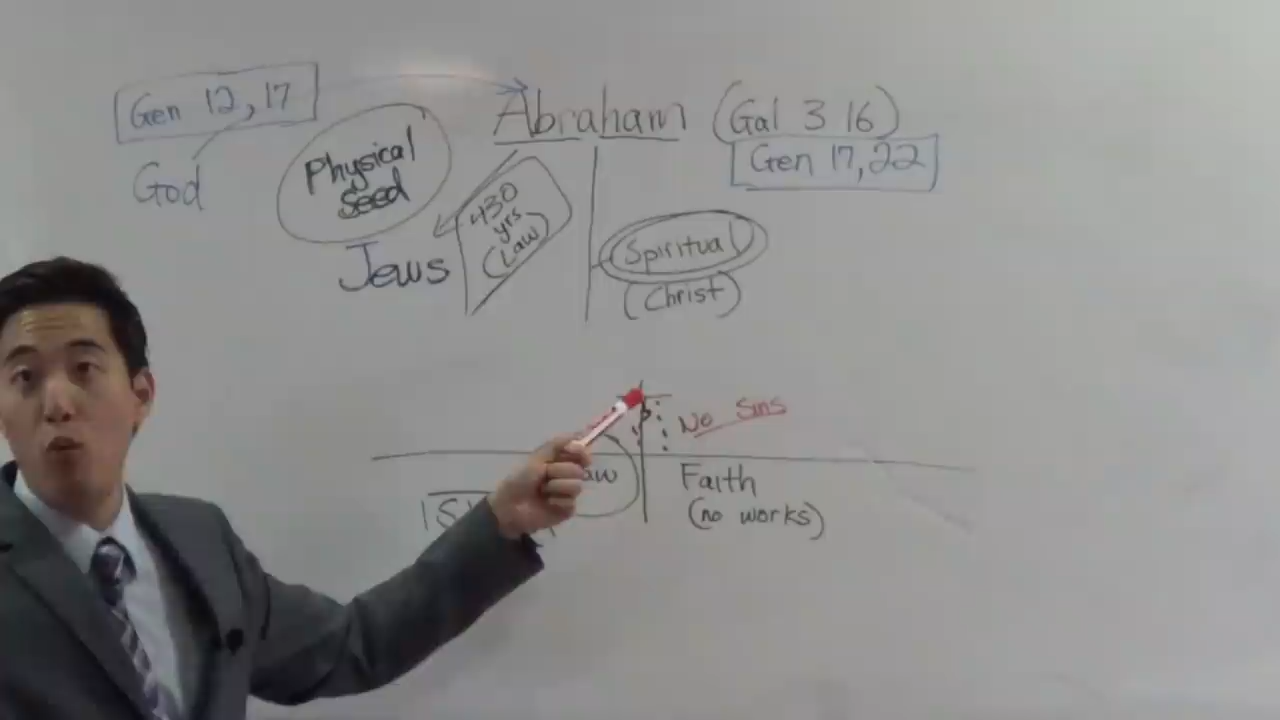 Gen 12, 17
Abraham (Gal 3 16)
God
Physical
Seed
Gen 17, 22
Jews
430
yrs
(Law)
Spiritual
(Christ)
No Sins
Faith
(no works)